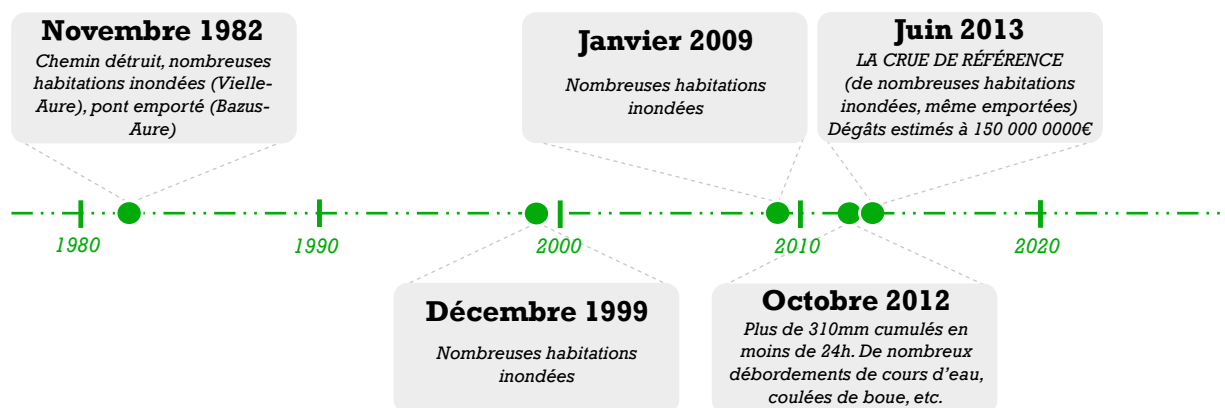 Novembre 1982
Chemin détruit, nombreuses
habitations inondées (Vielle-
Aure), pont emporté (Bazus-
Aure)
Janvier 2009
Nombreuses habitations
inondées
Juin 2013
LA CRUE DE RÉFÉRENCE
(de nombreuses habitations
inondées, même emportées)
Dégâts estimés à 150 000 0000€
1980
1990
2000
2010
2020
Décembre 1999
Nombreuses habitations
inondées
Octobre 2012
Plus de 310mm cumulés en
moins de 24h. De nombreux
débordements de cours d’eau,
coulées de boue, etc.